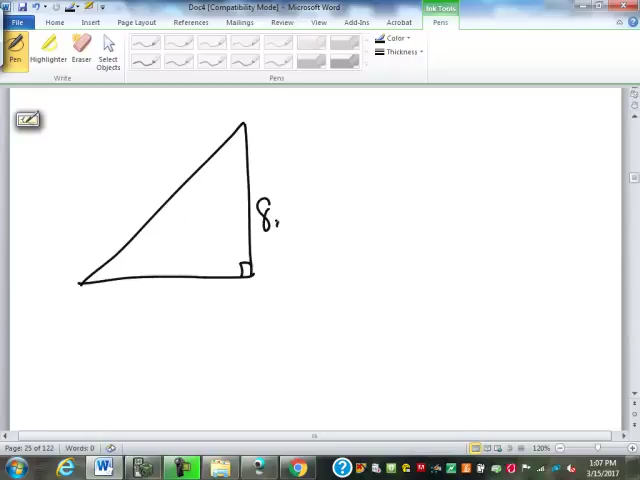 Doc4 [Compatibility Mode] - Microsoft Word
Ink Tools
File Home Insert Page Layout References Mailings Review View Add-Ins Acrobat Pens
Pen Highlighter Eraser Select Objects
Color
Thickness
Write
Pens
8.
Page: 25 of 122 Words: 0
120%
1:07 PM
3/15/2017